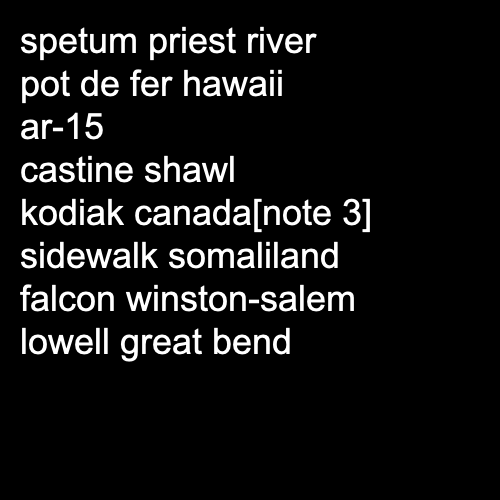 spetum priest river
pot de fer hawaii
ar-15
castine shawl
kodiak canada[note 3]
sidewalk somaliland
falcon winston-salem
lowell great bend